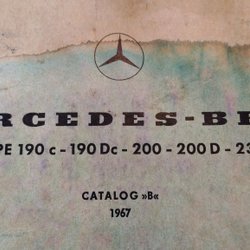 RCEDES-BE
PE 190 c - 190 Dc - 200 - 200 D - 23
CATALOG »B«
1967